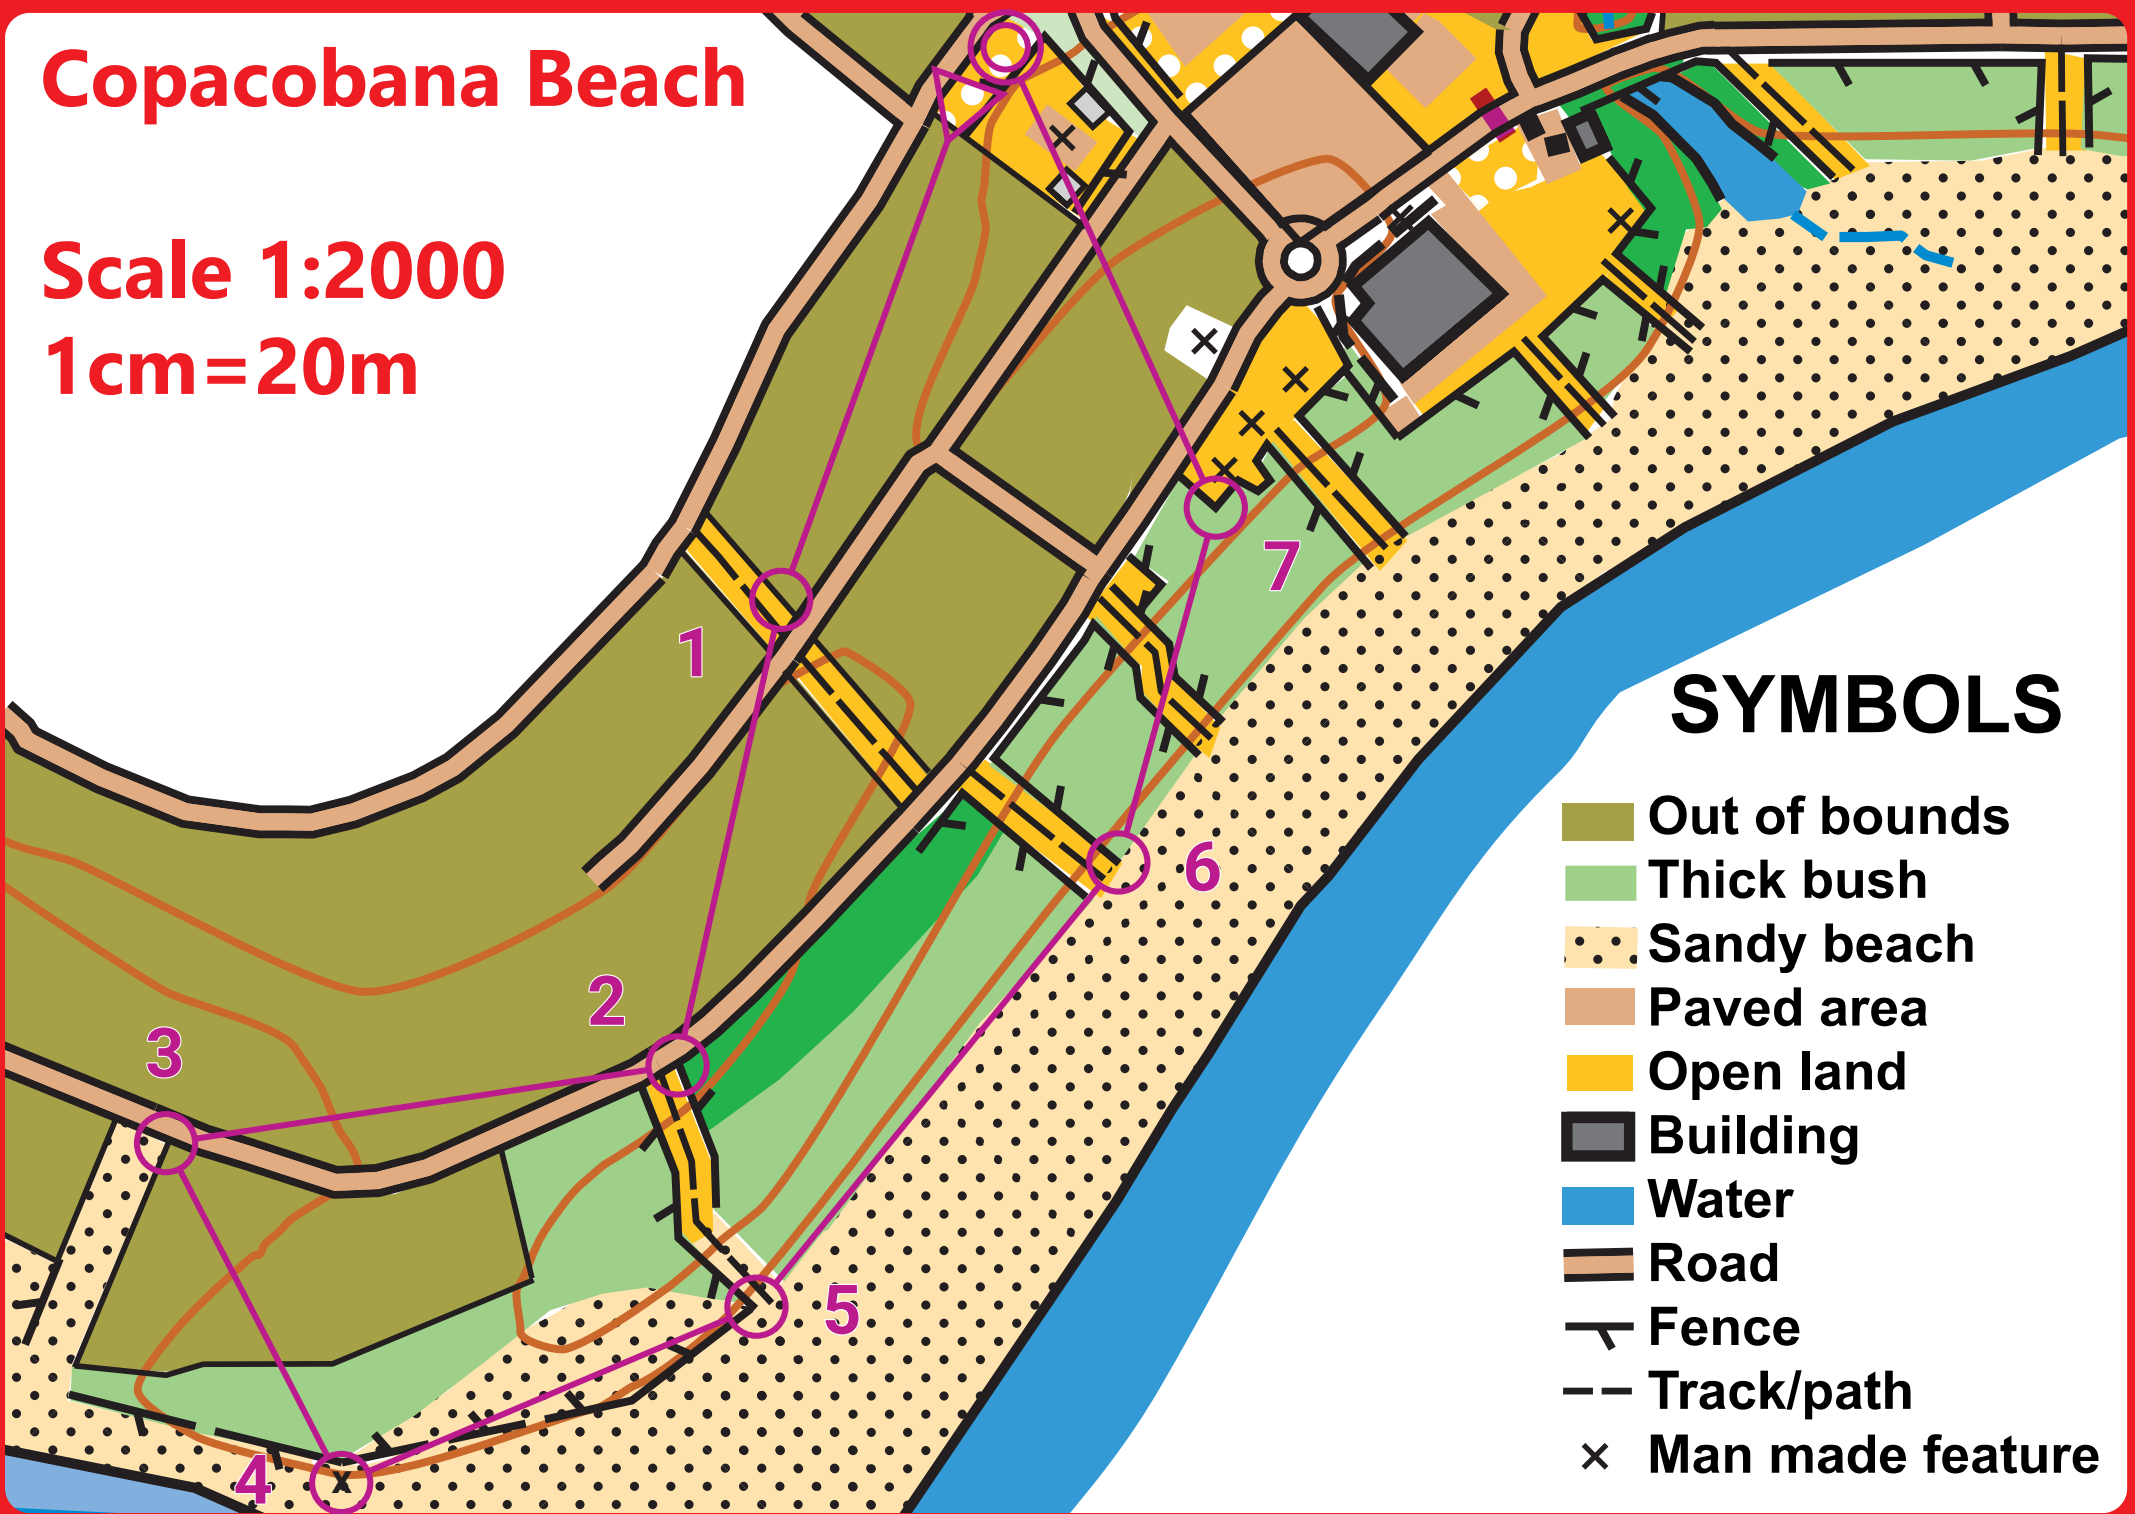 Copacobana Beach
Scale 1:2000
1cm=20m
1
2
3
4
5
6
7
SYMBOLS
Out of bounds
Thick bush
Sandy beach
Paved area
Open land
Building
Water
Road
Fence
Track/path
Man made feature